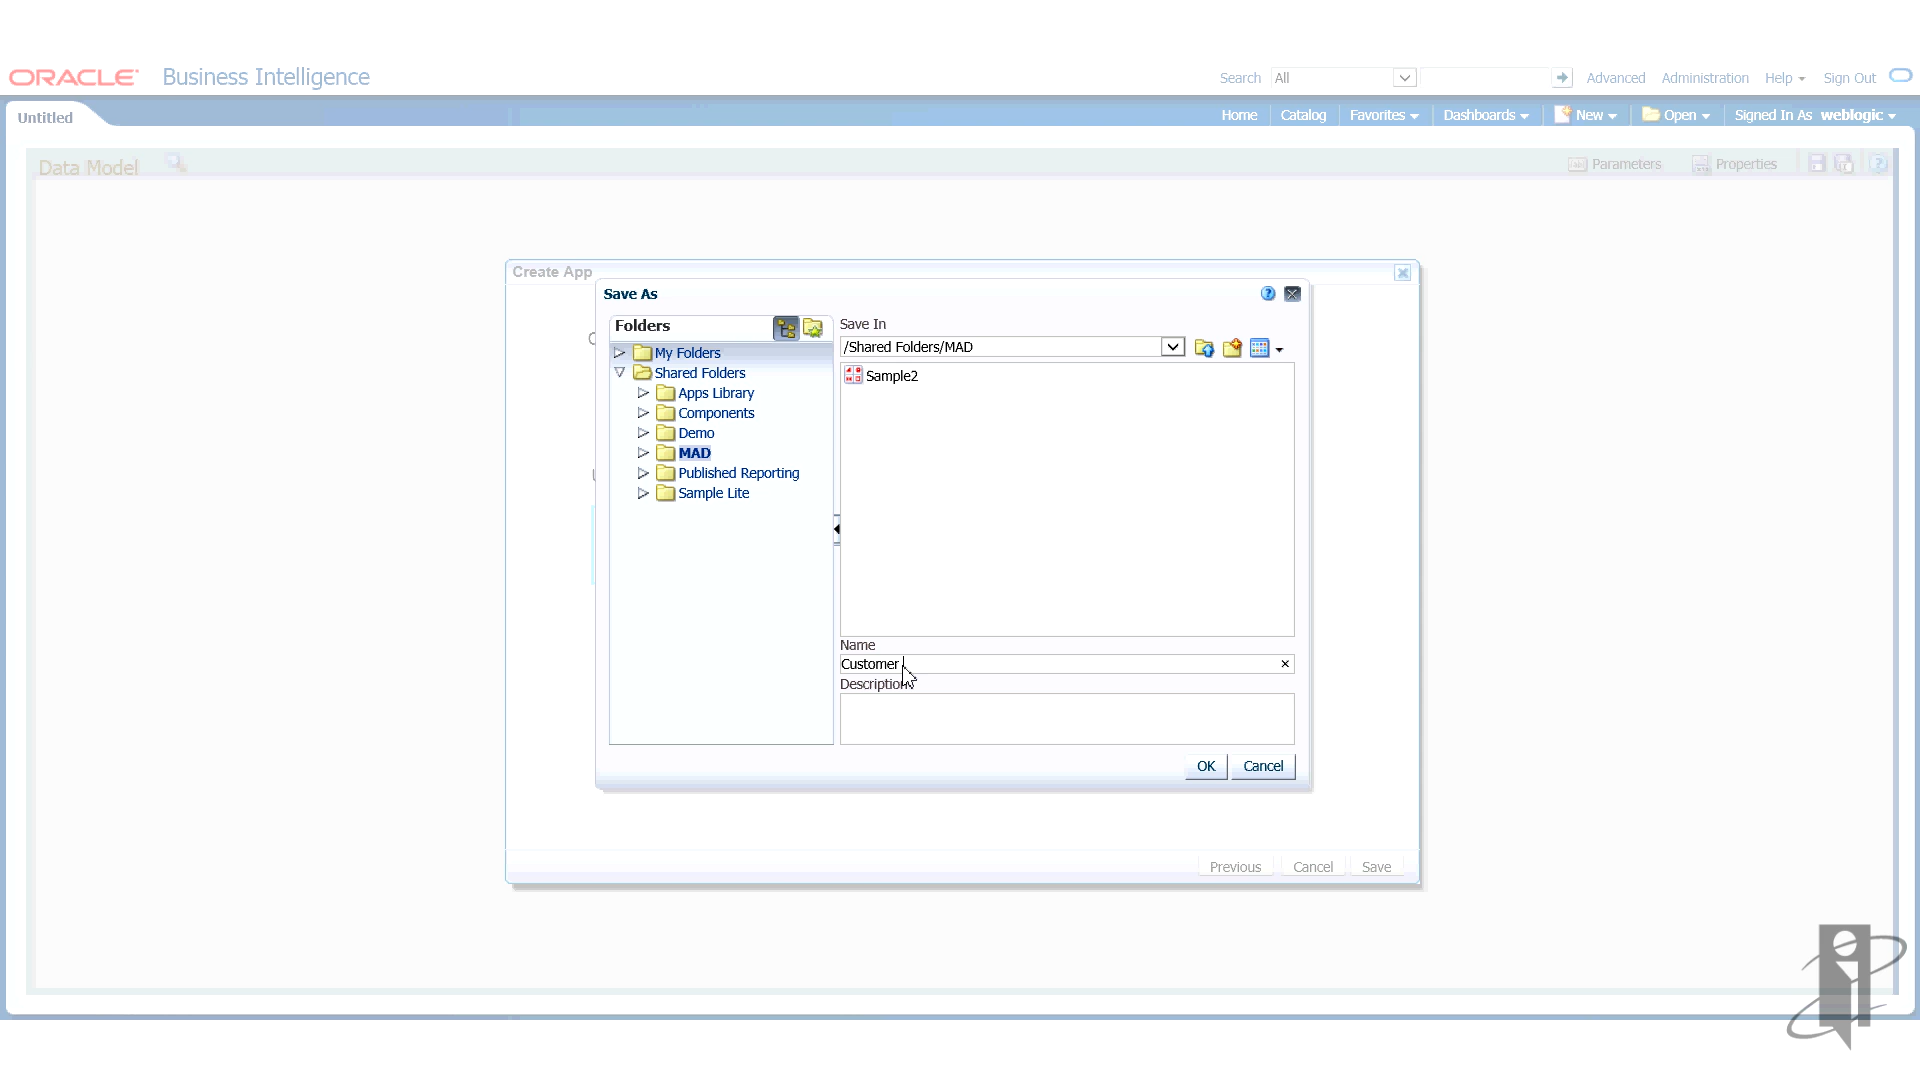 ORACLE Business Intelligence
Search All Advanced Administration Help Sign Out
Untitled
Home Catalog Favorites Dashboards New Open Signed In As weblogic
Data Model
Parameters Properties
Create App
Save As
Folders
My Folders
Shared Folders
Apps Library
Components
Demo
MAD
Published Reporting
Sample Lite
Save In
/Shared Folders/MAD
Sample2
Name
Customer
Description
OK Cancel
Previous Cancel Save